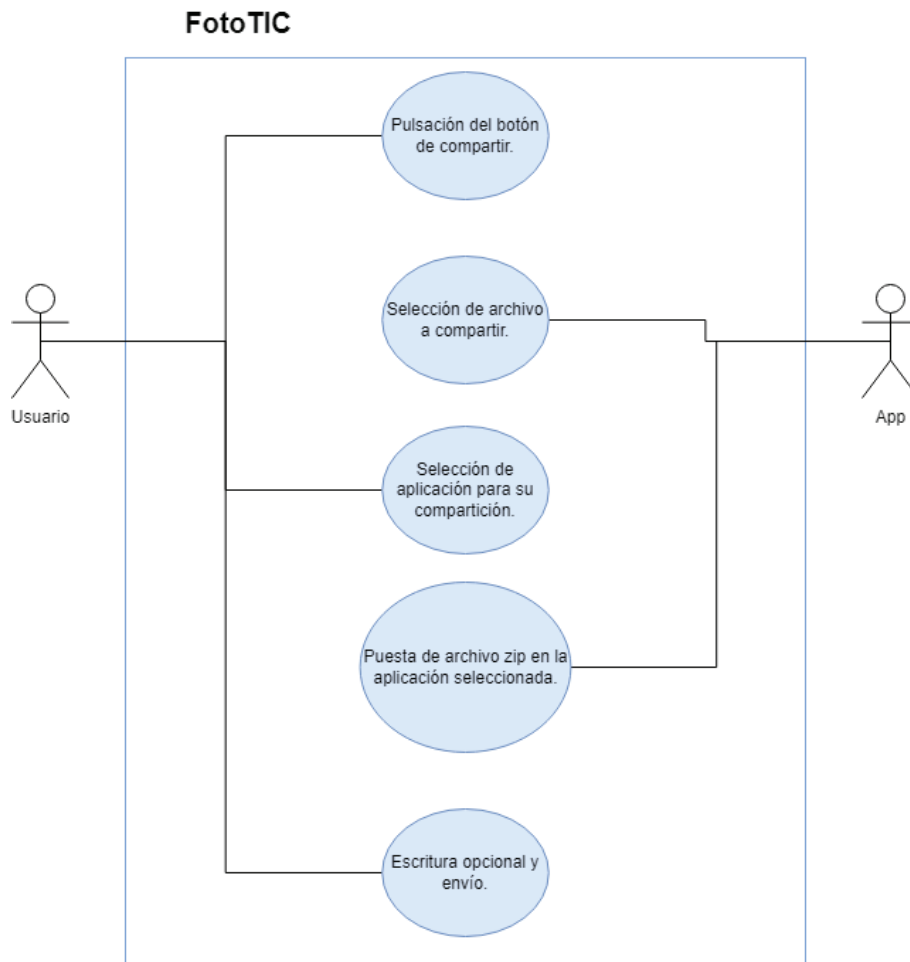 FotoTIC
Pulsación del botón
de compartir.
Selección de archivo
a compartir.
Usuario
App
Selección de
aplicación para su
compartición.
Puesta de archivo zip en la
aplicación seleccionada.
Escritura opcional y
envío.